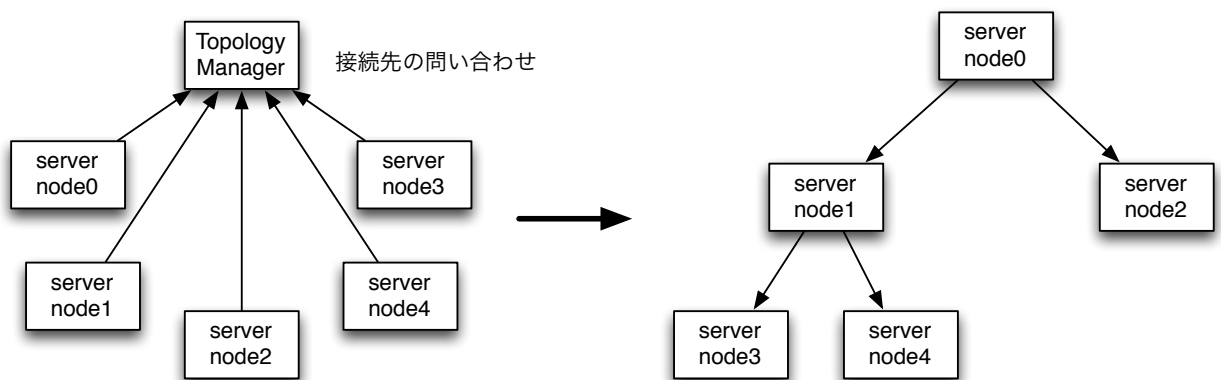 Topology
Manager
接続先の問い合わせ
server
node0
server
node3
server
node1
server
node4
server
node2
server
node0
server
node1
server
node2
server
node3
server
node4